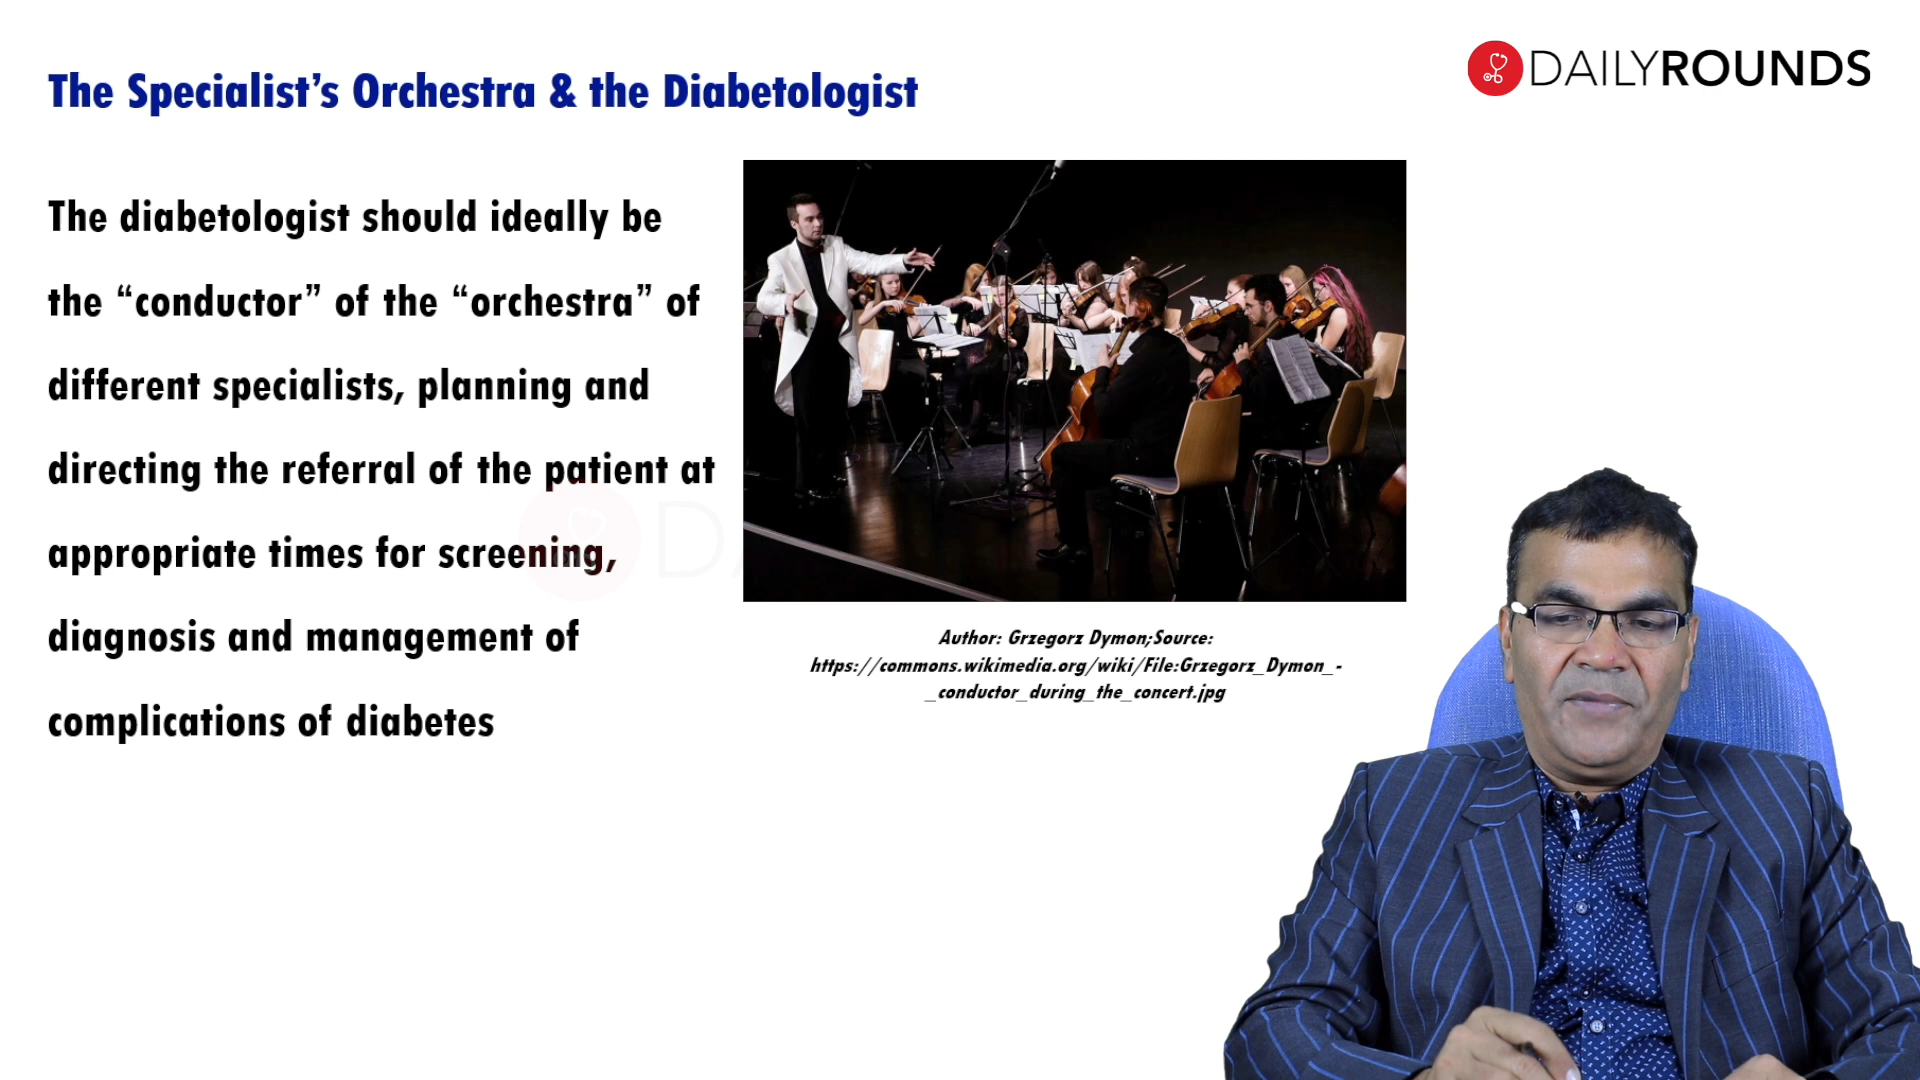 The Specialist’s Orchestra & the Diabetologist
DAILYROUNDS
The diabetologist should ideally be
the “conductor” of the “orchestra” of
different specialists, planning and
directing the referral of the patient at
appropriate times for screening,
diagnosis and management of
complications of diabetes
Author: Grzegorz Dymon;Source:
https://commons.wikimedia.org/wiki/File:Grzegorz_Dymon_-
_conductor_during_the_concert.jpg